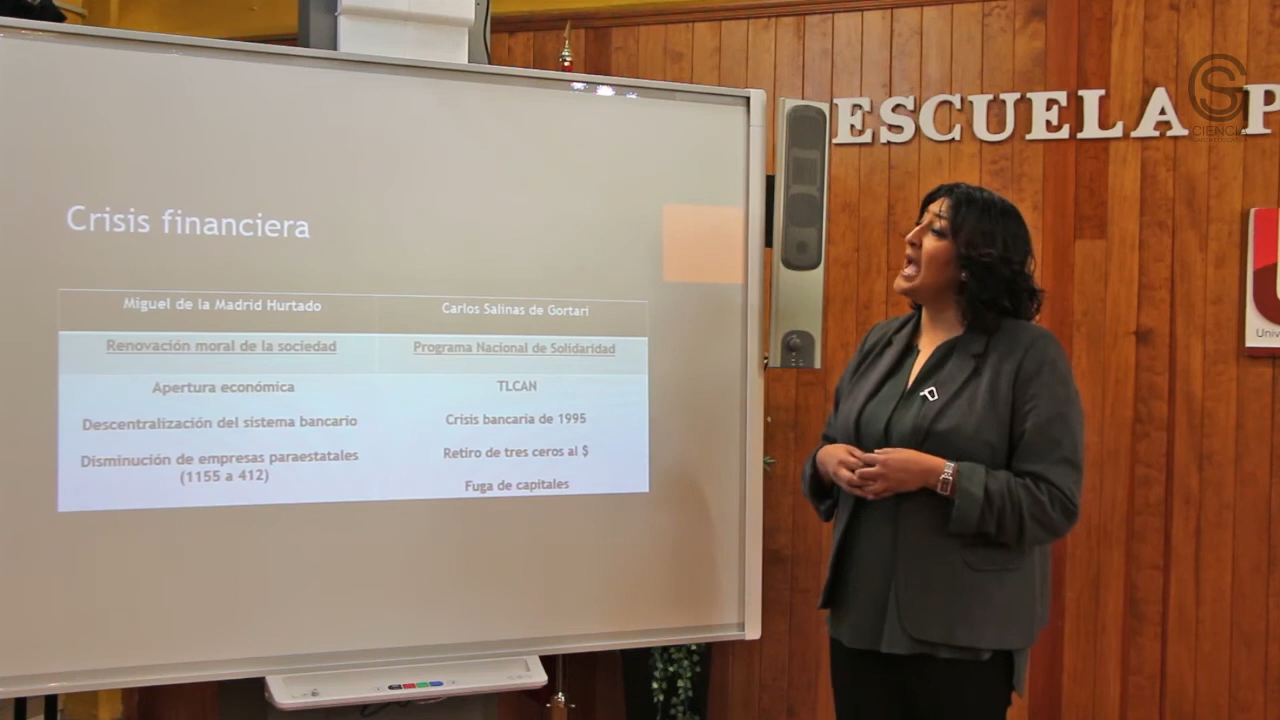 ESCUELA P
CIENCIA
Crisis financiera
Miguel de la Madrid Hurtado
Carlos Salinas de Gortari
Renovación moral de la sociedad
Programa Nacional de Solidaridad
Apertura económica
TLCAN
Descentralización del sistema bancario
Crisis bancaria de 1995
Disminución de empresas paraestatales
(1155 a 412)
Retiro de tres ceros al $
Fuga de capitales
Univ